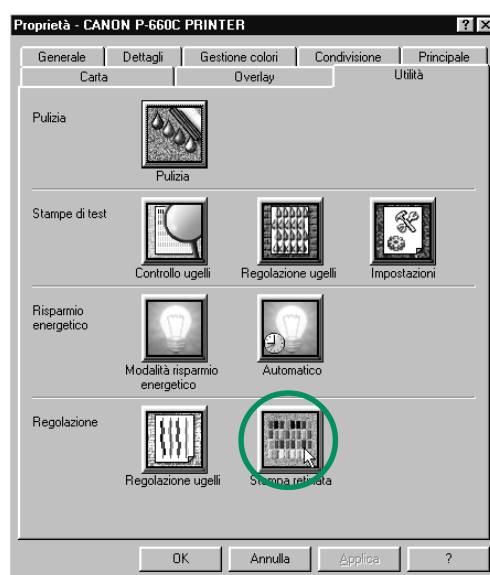 Proprietà - CANON P-660C PRINTER
? X
Generale Dettagli Gestione colori Condivisione Principale
Carta Overlay Utilità
Pulizia
Pulizia
Stampe di test
Controllo ugelli Regolazione ugelli Impostazioni
Risparmio
energetico
Modalità risparmio
energetico
Automatico
Regolazione
Regolazione ugelli Stampa retinata
OK Annulla Applica ?